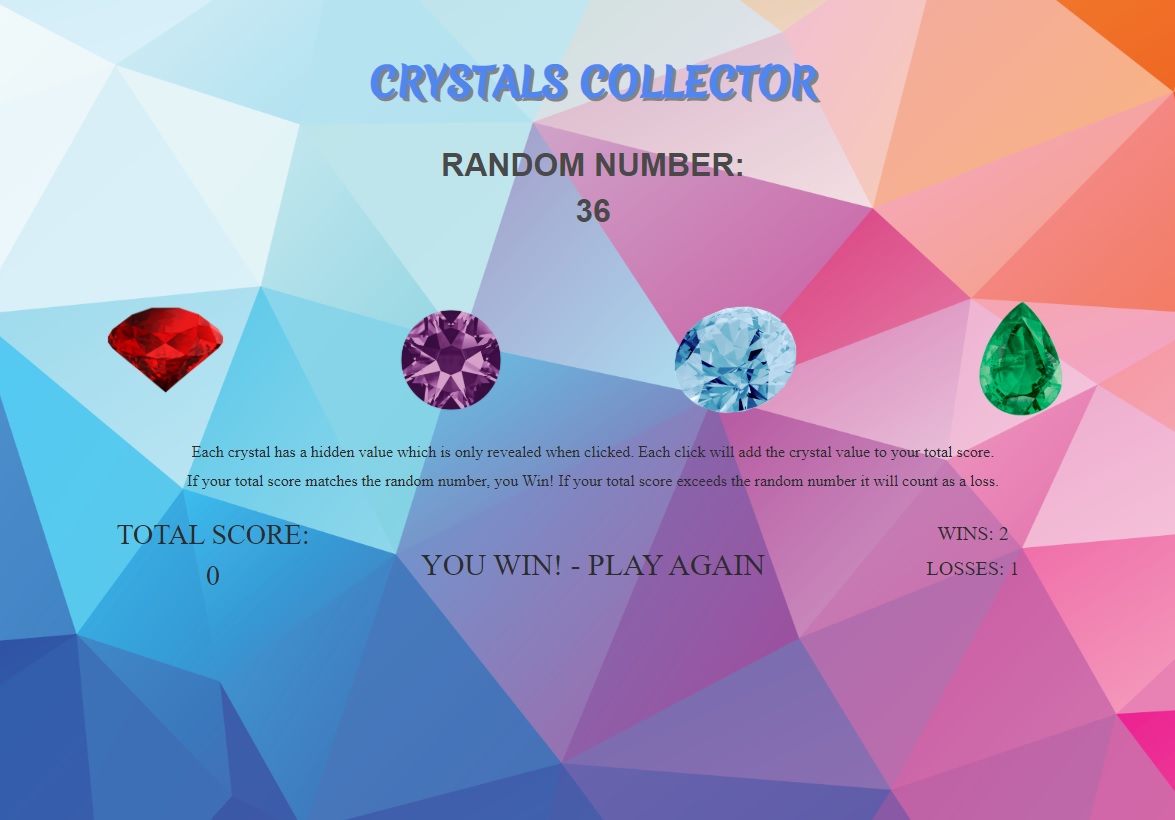 CRYSTALS COLLECTOR
RANDOM NUMBER:
36
Each crystal has a hidden value which is only revealed when clicked. Each click will add the crystal value to your total score.
If your total score matches the random number, you Win! If your total score exceeds the random number it will count as a loss.
TOTAL SCORE:
0
YOU WIN! - PLAY AGAIN
WINS: 2
LOSSES: 1